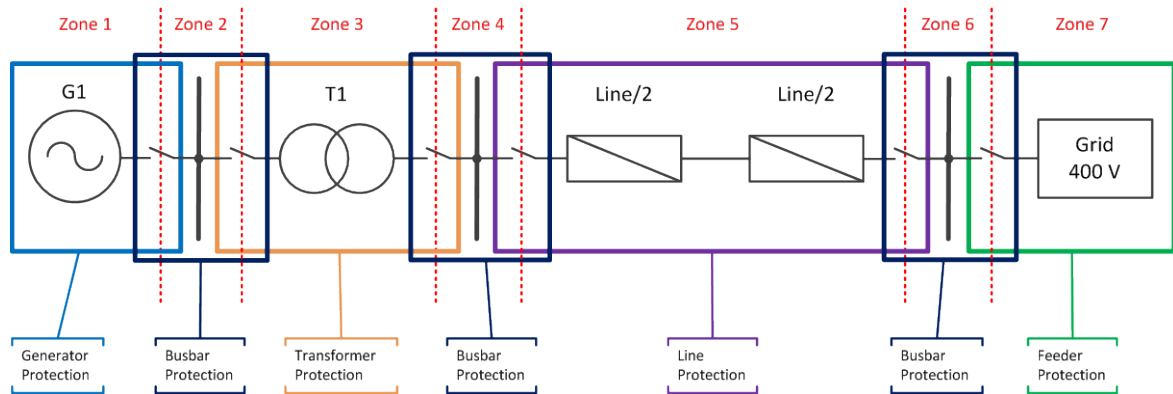 Zone 1
Zone 2
Zone 3
Zone 4
Zone 5
Zone 6
Zone 7
G1
T1
Line/2
Line/2
Grid
400 V
Generator
Protection
Busbar
Protection
Transformer
Protection
Busbar
Protection
Line
Protection
Busbar
Protection
Feeder
Protection